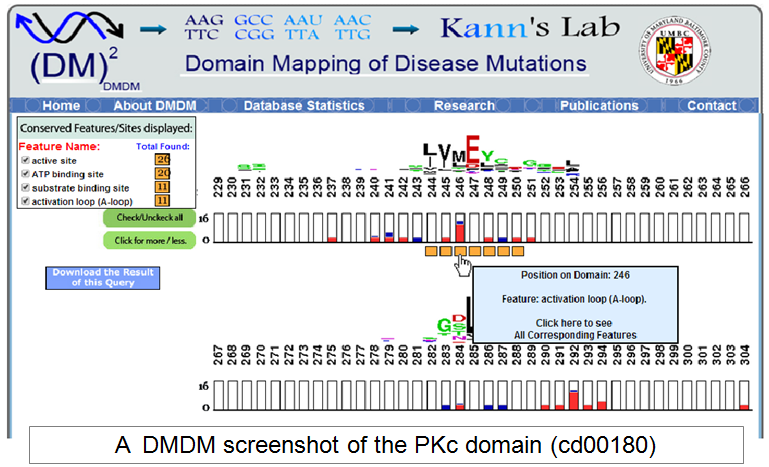 AAG GCC AAU AAC
TTC CGG TTA TTG
Kann's Lab
(DM)2
DMDM
Domain Mapping of Disease Mutations
UNIVERSITY OF MARYLAND BALTIMORE COUNTY
UMBC
1966
Home About DMDM Database Statistics Research Publications Contact
Conserved Features/Sites displayed:
Feature Name: Total Found:
active site 26
ATP binding site 20
substrate binding site 11
activation loop (A-loop) 11
Check/Unckeck all
Click for more / less.
Download the Result
of this Query
LVMEYC G L
229 230 231 232 233 234 235 236 237 238 239 240 241 242 243 244 245 246 247 248 249 250 251 252 253 254 255 256 257 258 259 260 261 262 263 264 265 266
16
0
Position on Domain: 246
Feature: activation loop (A-loop).
Click here to see
All Corresponding Features
G D
S
N
267 268 269 270 271 272 273 274 275 276 277 278 279 280 281 282 283 284 285 286 287 288 289 290 291 292 293 294 295 296 297 298 299 300 301 302 303 304
16
0
A DMDM screenshot of the PKc domain (cd00180)